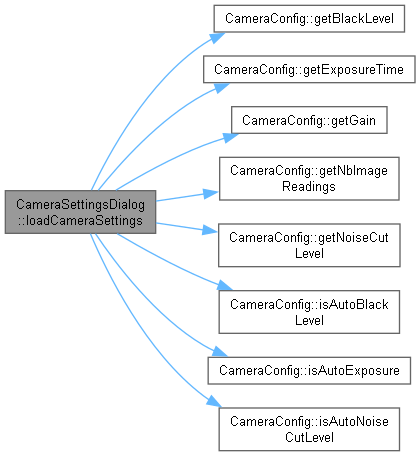 CameraConfig::getBlackLevel
CameraConfig::getExposureTime
CameraConfig::getGain
CameraConfig::getNbImage
Readings
CameraSettingsDialog
::loadCameraSettings
CameraConfig::getNoiseCut
Level
CameraConfig::isAutoBlack
Level
CameraConfig::isAutoExposure
CameraConfig::isAutoNoise
CutLevel